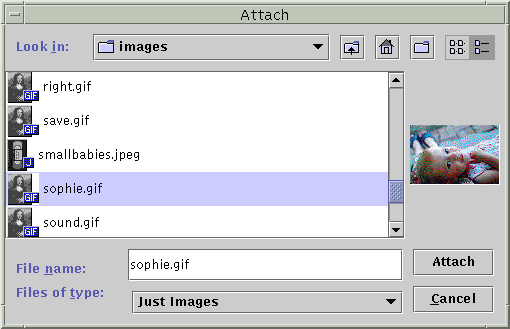 Attach
Look in:
images
right.gif
GIF
save.gif
GIF
smallbabies.jpeg
J
sophie.gif
GIF
sound.gif
GIF
File name:
sophie.gif
Attach
Files of type:
Just Images
Cancel